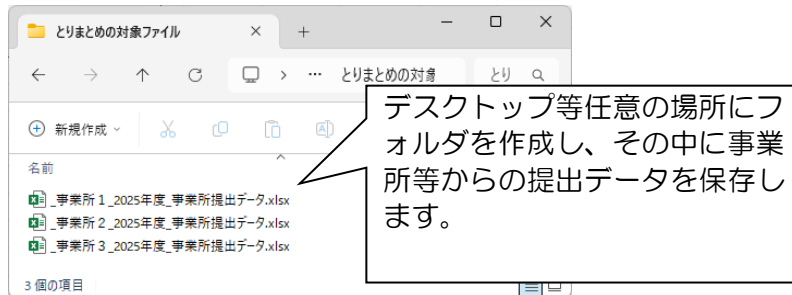 とりまとめの対象ファイル
とりまとめの対象
とり
新規作成
名前
_事業所1_2025年度_事業所提出データ.xlsx
_事業所2_2025年度_事業所提出データ.xlsx
_事業所3_2025年度_事業所提出データ.xlsx
3 個の項目
デスクトップ等任意の場所にフ
ォルダを作成し、その中に事業
所等からの提出データを保存し
ます。